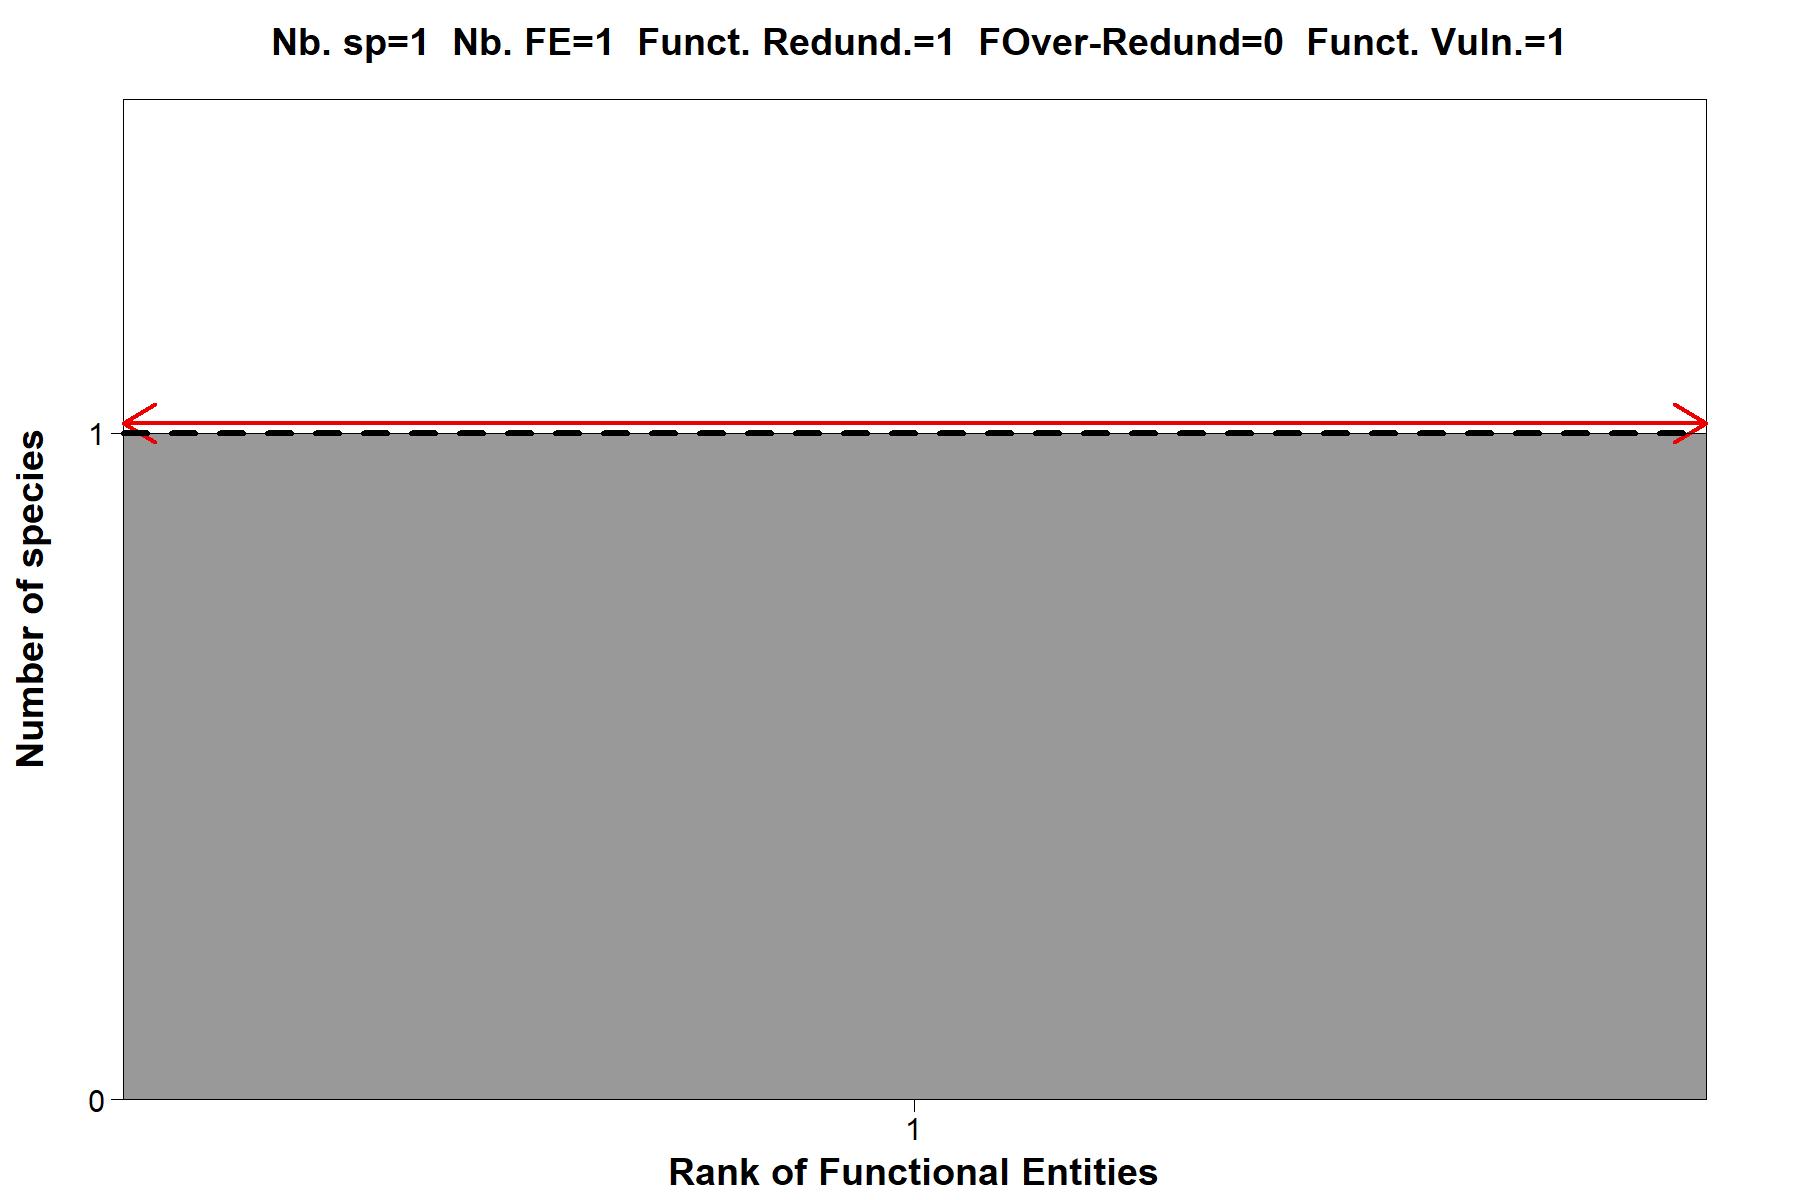 Nb. sp=1 Nb. FE=1 Funct. Redund.=1 FOver-Redund=0 Funct. Vuln.=1
Number of species
1
0
1
Rank of Functional Entities